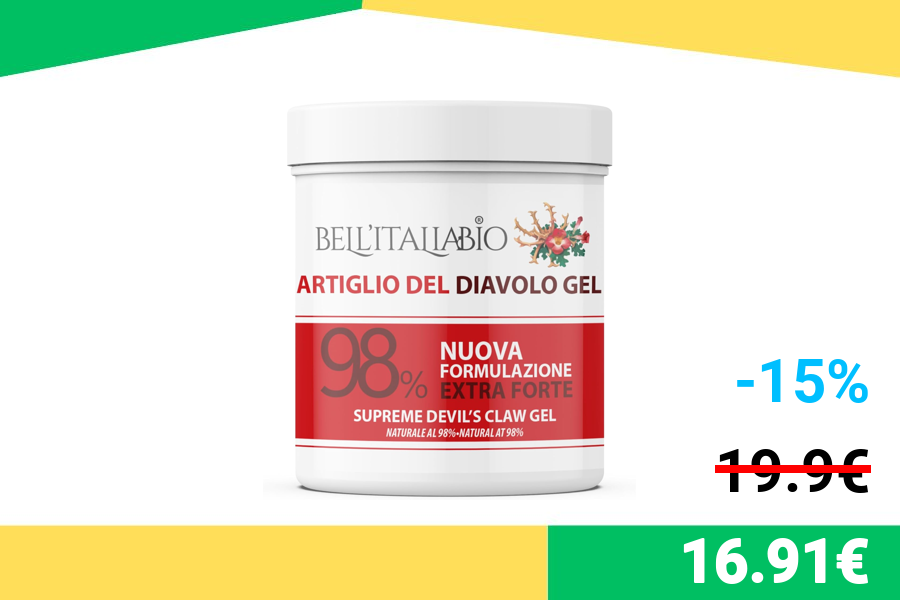 BELL'ITALIABIO®
ARTIGLIO DEL DIAVOLO GEL
98%
NUOVA
FORMULAZIONE
EXTRA FORTE
SUPREME DEVIL'S CLAW GEL
NATURALE AL 98%•NATURAL AT 98%
-15%
19.9€
16.91€